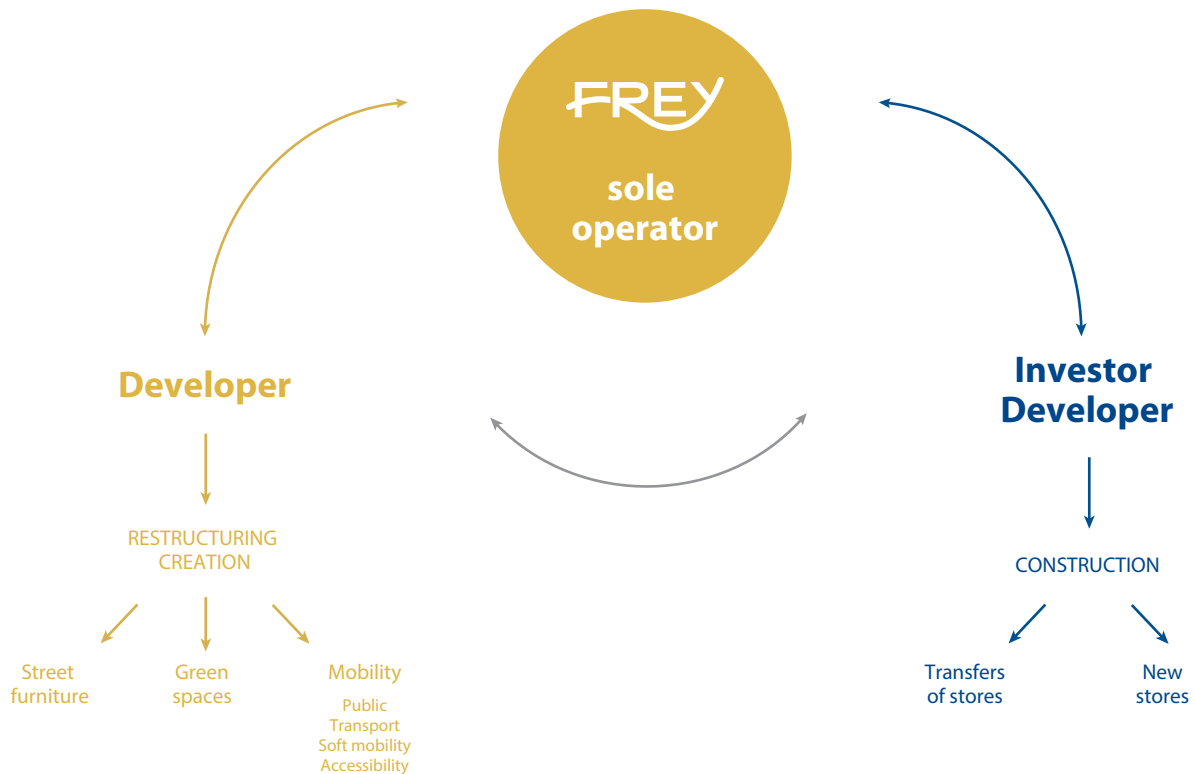 FREY
sole
operator
Developer
Investor
Developer
RESTRUCTURING
CREATION
CONSTRUCTION
Street
furniture
Green
spaces
Mobility
Public
Transport
Soft mobility
Accessibility
Transfers
of stores
New
stores